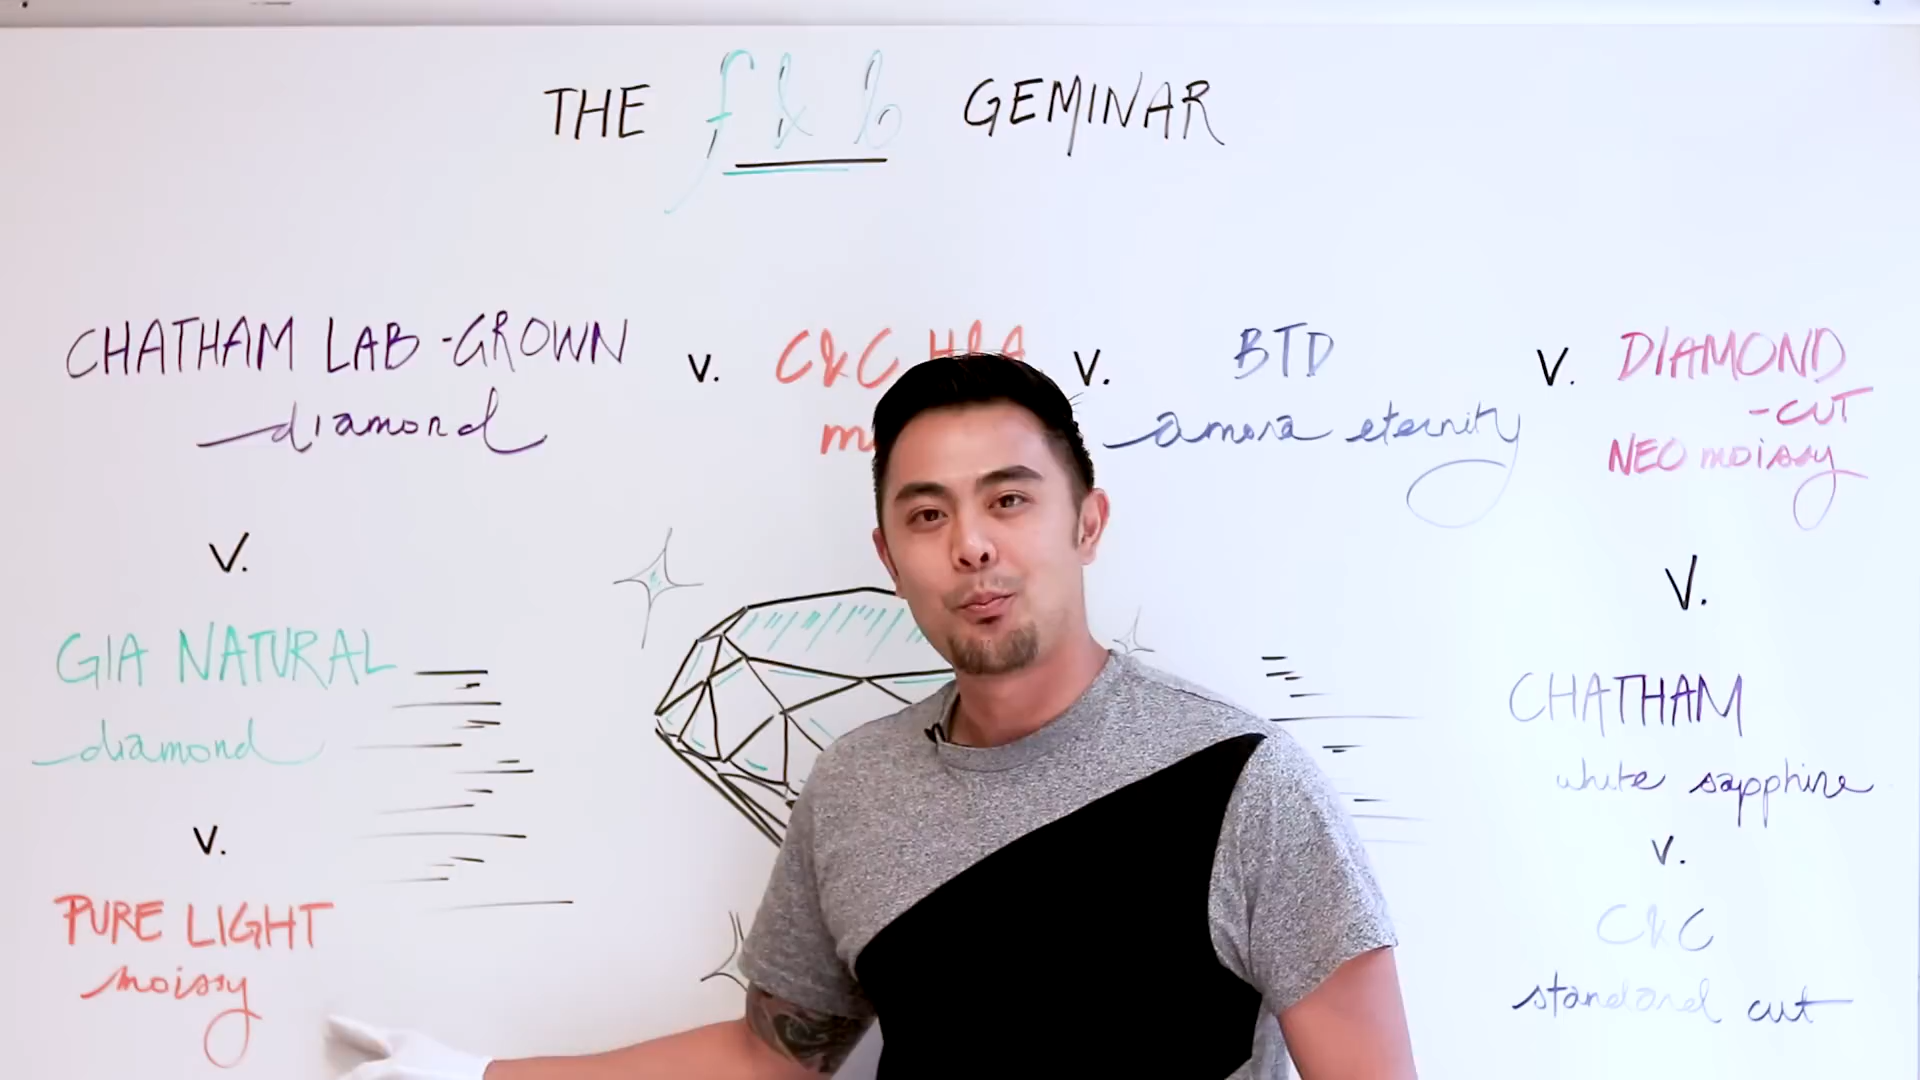 THE f & b GEMINAR
CHATHAM LAB-GROWN
diamond
V.
C&C H&A
V.
BTD
amora eternity
V.
DIAMOND
-CUT
NEO moissy
V.
GIA NATURAL
diamond
V.
PURE LIGHT
moissy
V.
CHATHAM
white sapphire
V.
C&C
standard cut